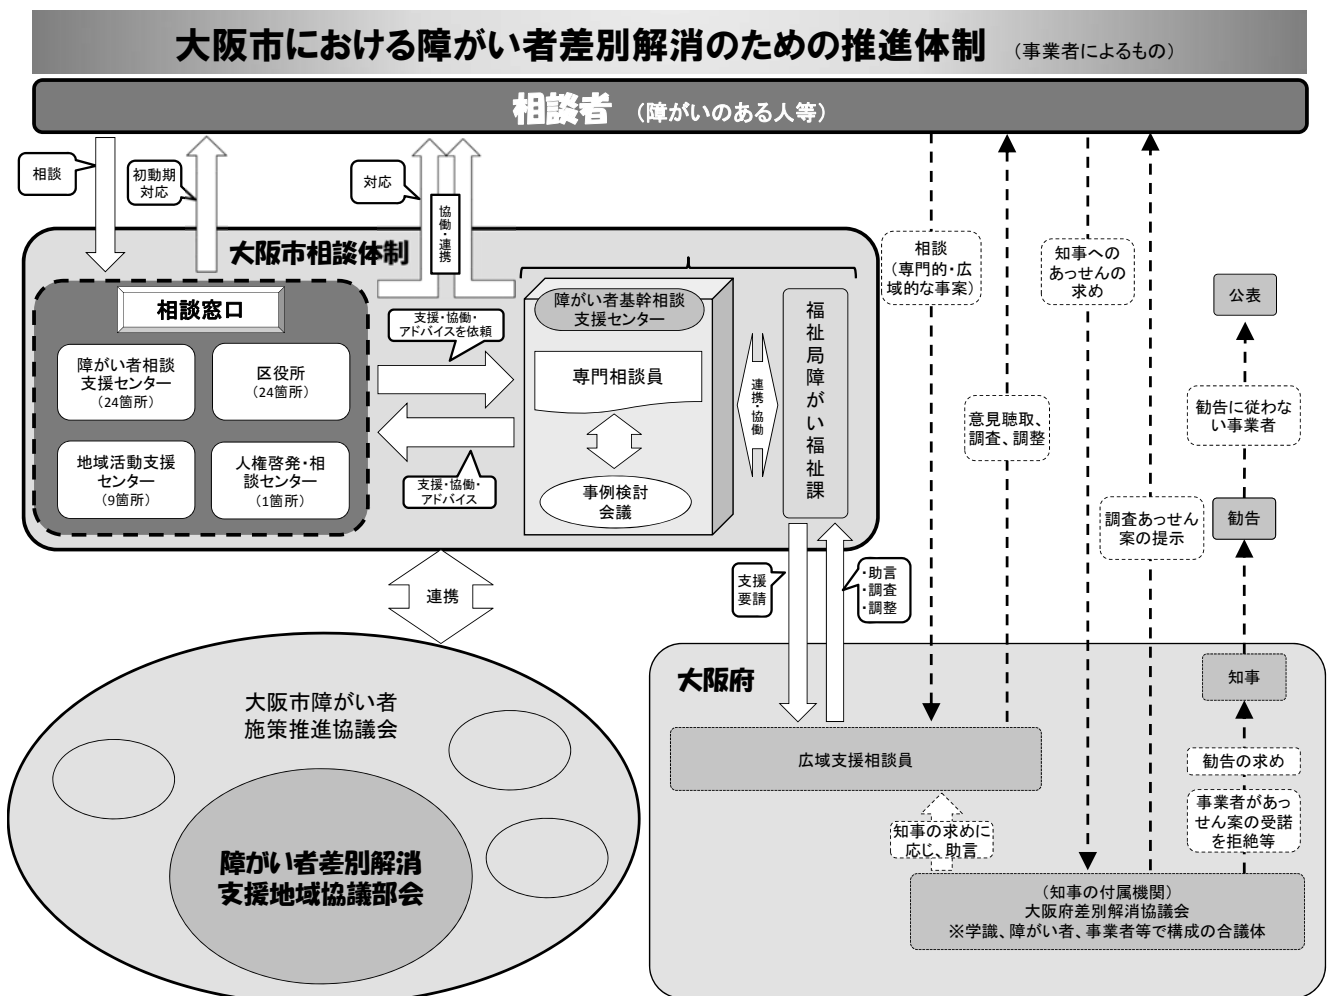 大阪市における障がい者差別解消のための推進体制 （事業者によるもの）
相談者 （障がいのある人等）
相談
初動期
対応
対応
協働・連携
大阪市相談体制
相談窓口
障がい者相談
支援センター
（24箇所）
区役所
（24箇所）
地域活動支援
センター
（9箇所）
人権啓発・相
談センター
（1箇所）
支援・協働・
アドバイスを依頼
支援・協働・
アドバイス
障がい者基幹相談
支援センター
専門相談員
事例検討
会議
連携・協働
福祉局障がい福祉課
相談
（専門的・広
域的な事案）
意見聴取、
調査、調整
知事への
あっせんの
求め
調査あっせん
案の提示
公表
勧告に従わな
い事業者
勧告
連携
支援
要請
・助言
・調査
・調整
大阪市障がい者
施策推進協議会
障がい者差別解消
支援地域協議部会
大阪府
知事
広域支援相談員
勧告の求め
事業者があっ
せん案の受諾
を拒絶等
知事の求めに
応じ、助言
（知事の付属機関）
大阪府差別解消協議会
※学識、障がい者、事業者等で構成の合議体